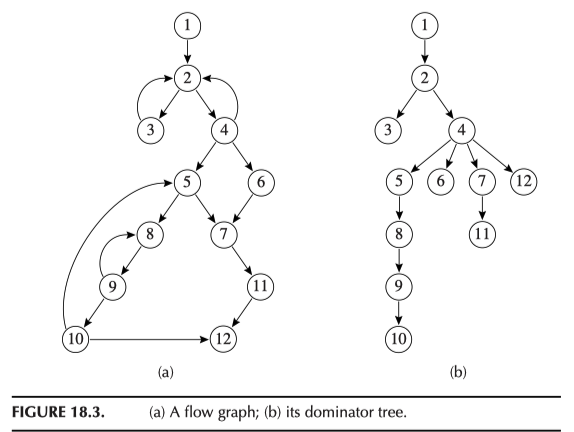 1 1
2 2
3 4 3 4
5 6 5 6 7 12
8 7 8 11
9 11 9
10 12 10
(a) (b)
FIGURE 18.3. (a) A flow graph; (b) its dominator tree.